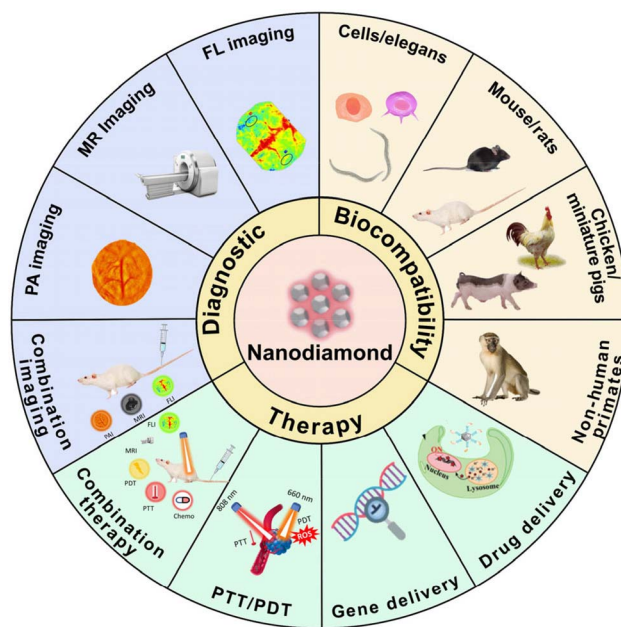 FL imaging
Cells/elegans
Mouse/rats
Chicken/
miniature pigs
Non-human
primates
Drug delivery
Gene delivery
PTT/PDT
Combination
therapy
Combination
imaging
PA imaging
MR Imaging
Diagnostic
Biocompatibility
Therapy
Nanodiamond
PAI
MRI
FLI
FLI
MRI
PDT
PTT
Chemo
808 nm
660 nm
PTT
PDT
ROS
Nucleus
Lysosome